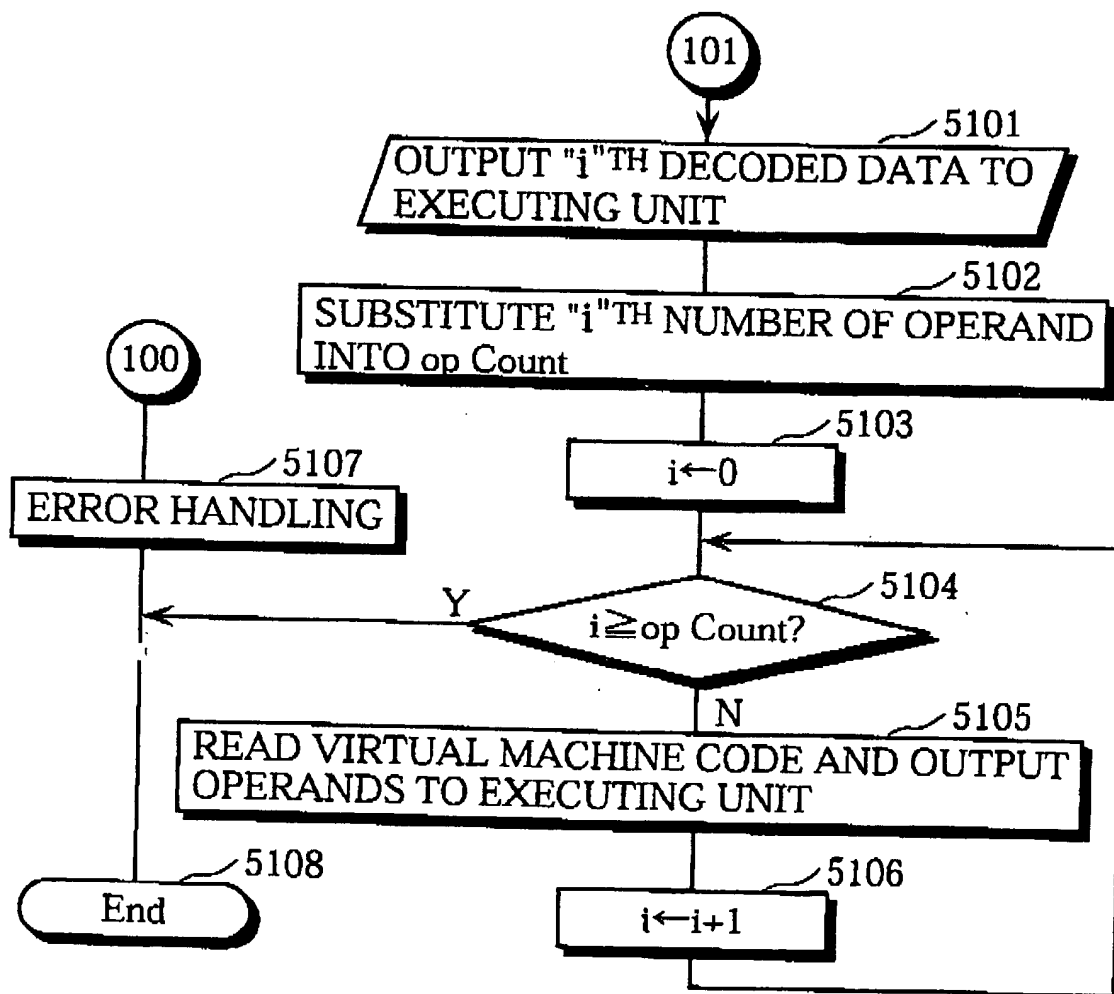 101
5101
OUTPUT "i"TH DECODED DATA TO
EXECUTING UNIT
5102
SUBSTITUTE "i"TH NUMBER OF OPERAND
INTO op Count
100
5103
i←0
5107
ERROR HANDLING
5104
Y
i≧op Count?
N
5105
READ VIRTUAL MACHINE CODE AND OUTPUT
OPERANDS TO EXECUTING UNIT
5108
End
5106
i←i+1